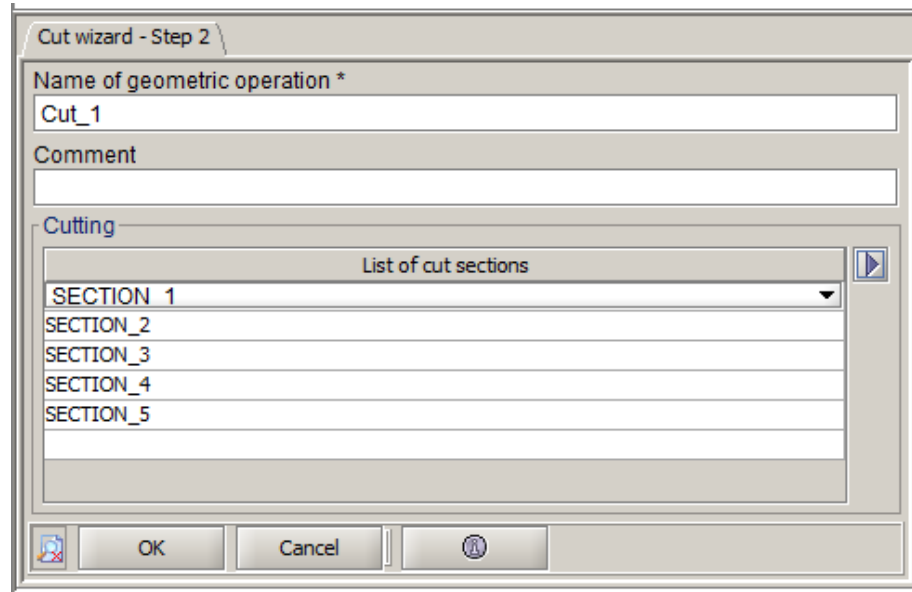 Cut wizard - Step 2
Name of geometric operation *
Cut_1
Comment
Cutting
List of cut sections
SECTION_1
SECTION_2
SECTION_3
SECTION_4
SECTION_5
OK Cancel